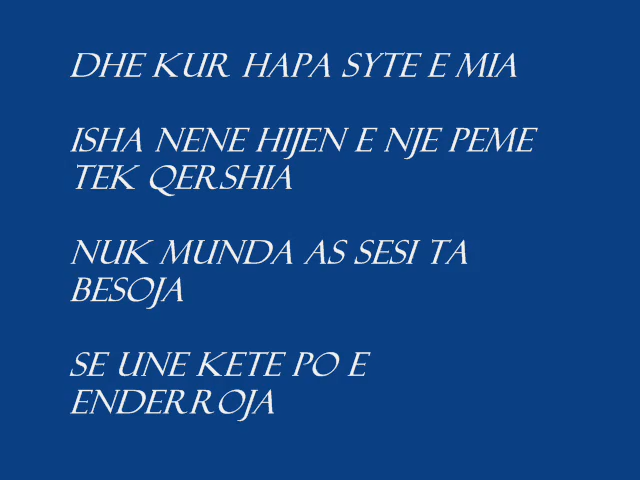 DHE KUR HAPA SYTE E MIA
ISHA NENE HIJEN E NJE PEME
TEK QERSHIA
NUK MUNDA AS SESI TA
BESOJA
SE UNE KETE PO E
ENDERROJA